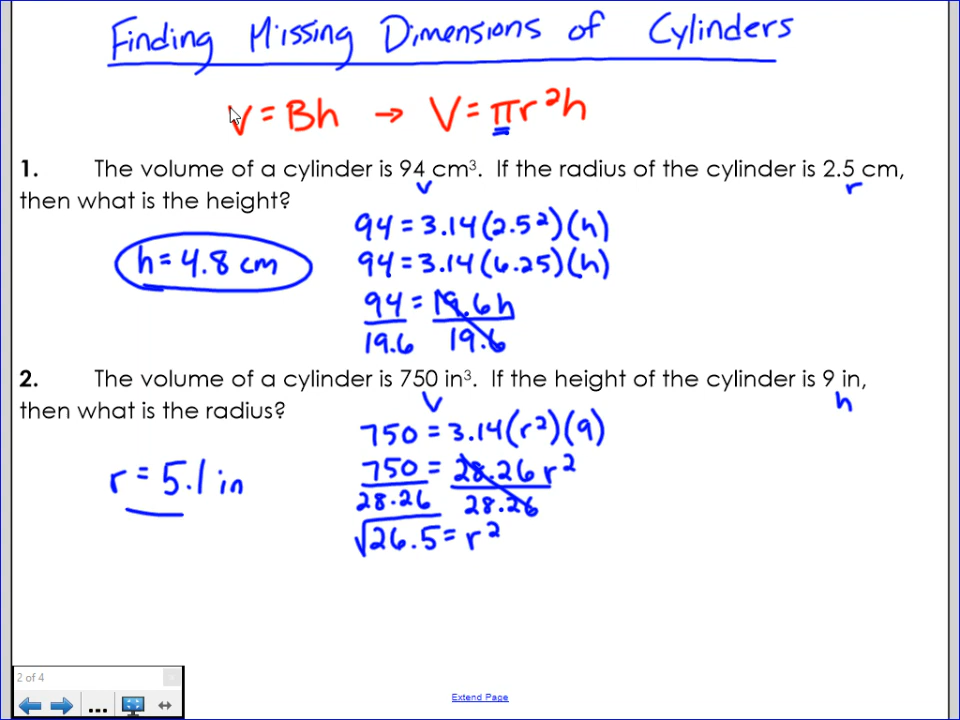 Finding Missing Dimensions of Cylinders
V = Bh → V = πr²h
1. The volume of a cylinder is 94 cm³. If the radius of the cylinder is 2.5 cm,
v r
then what is the height?
94 = 3.14(2.5²)(h)
h = 4.8 cm
94 = 3.14(6.25)(h)
94 = 19.6h
19.6 19.6
2. The volume of a cylinder is 750 in³. If the height of the cylinder is 9 in,
v h
then what is the radius?
750 = 3.14(r²)(9)
750 = 28.26 r²
r = 5.1 in
28.26 28.26
√26.5 = r²
2 of 4
...
Extend Page